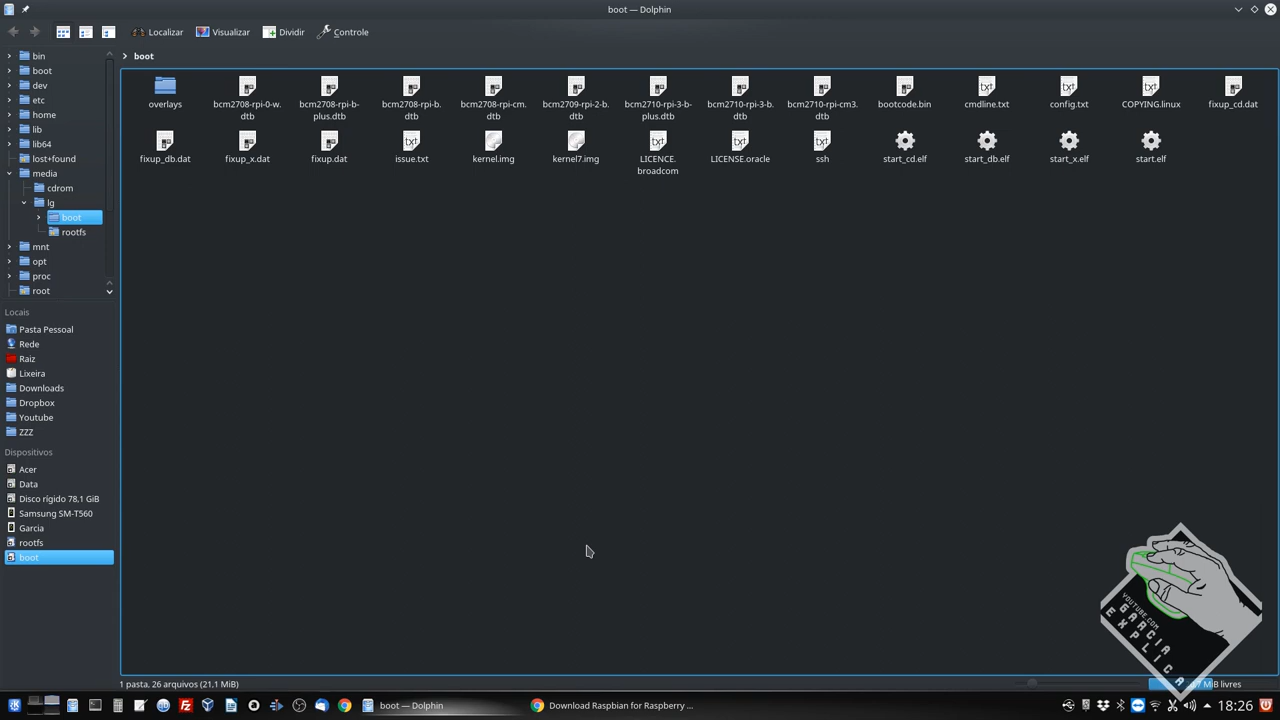 boot — Dolphin
Localizar
Visualizar
Dividir
Controle
bin
boot
dev
etc
home
lib
lib64
lost+found
media
cdrom
lg
boot
rootfs
mnt
opt
proc
root
Locais
Pasta Pessoal
Rede
Raiz
Lixeira
Downloads
Dropbox
Youtube
ZZZ
Dispositivos
Acer
Data
Disco rígido 78,1 GiB
Samsung SM-T560
Garcia
rootfs
boot
boot
overlays
bcm2708-rpi-0-w.
dtb
bcm2708-rpi-b-
plus.dtb
bcm2708-rpi-b.
dtb
bcm2708-rpi-cm.
dtb
bcm2709-rpi-2-b.
dtb
bcm2710-rpi-3-b-
plus.dtb
bcm2710-rpi-3-b.
dtb
bcm2710-rpi-cm3.
dtb
bootcode.bin
cmdline.txt
config.txt
COPYING.linux
fixup_cd.dat
fixup_db.dat
fixup_x.dat
fixup.dat
issue.txt
kernel.img
kernel7.img
LICENCE.
broadcom
LICENSE.oracle
ssh
start_cd.elf
start_db.elf
start_x.elf
start.elf
YOUTUBE.COM
GARCIA
EXPLICA
1 pasta, 26 arquivos (21,1 MiB)
MiB livres
boot — Dolphin
Download Raspbian for Raspberry ...
18:26